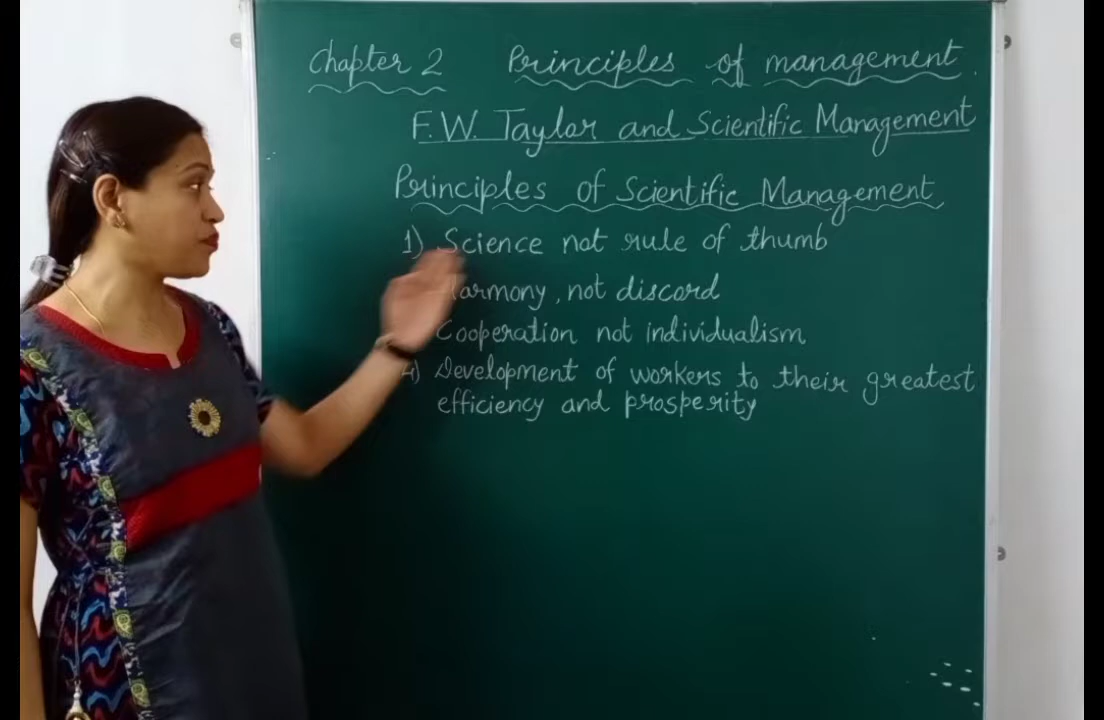 Chapter 2 Principles of management.
F.W. Taylor and Scientific Management
Principles of Scientific Management
1) Science not rule of thumb
Harmony, not discord
Cooperation not individualism
4) Development of workers to their greatest
efficiency and prosperity